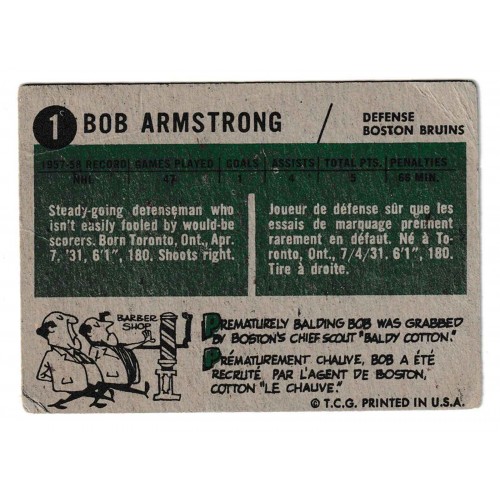 1 BOB ARMSTRONG / DEFENSE
BOSTON BRUINS
1957-58 RECORD GAMES PLAYED GOALS ASSISTS TOTAL PTS. PENALTIES
NHL 47 1 4 5 66 MIN.
Steady-going defenseman who
isn't easily fooled by would-be
scorers. Born Toronto, Ont., Apr.
7, '31, 6'1", 180. Shoots right.
Joueur de défense sûr que les
essais de marquage prennent
rarement en défaut. Né à To-
ronto, Ont., 7/4/31. 6'1", 180.
Tire à droite.
BARBER
SHOP
PREMATURELY BALDING BOB WAS GRABBED
BY BOSTON'S CHIEF SCOUT "BALDY COTTON."
PRÉMATUREMENT CHAUVE, BOB A ÉTÉ
RECRUTÉ PAR L'AGENT DE BOSTON,
COTTON "LE CHAUVE."
© T.C.G. PRINTED IN U.S.A.